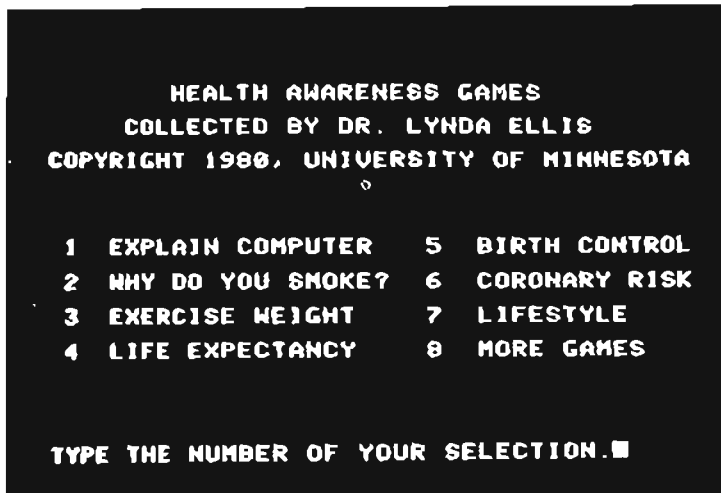 HEALTH AWARENESS GAMES
COLLECTED BY DR. LYNDA ELLIS
COPYRIGHT 1980, UNIVERSITY OF MINNESOTA
1 EXPLAIN COMPUTER 5 BIRTH CONTROL
2 WHY DO YOU SMOKE? 6 CORONARY RISK
3 EXERCISE WEIGHT 7 LIFESTYLE
4 LIFE EXPECTANCY 8 MORE GAMES
TYPE THE NUMBER OF YOUR SELECTION.